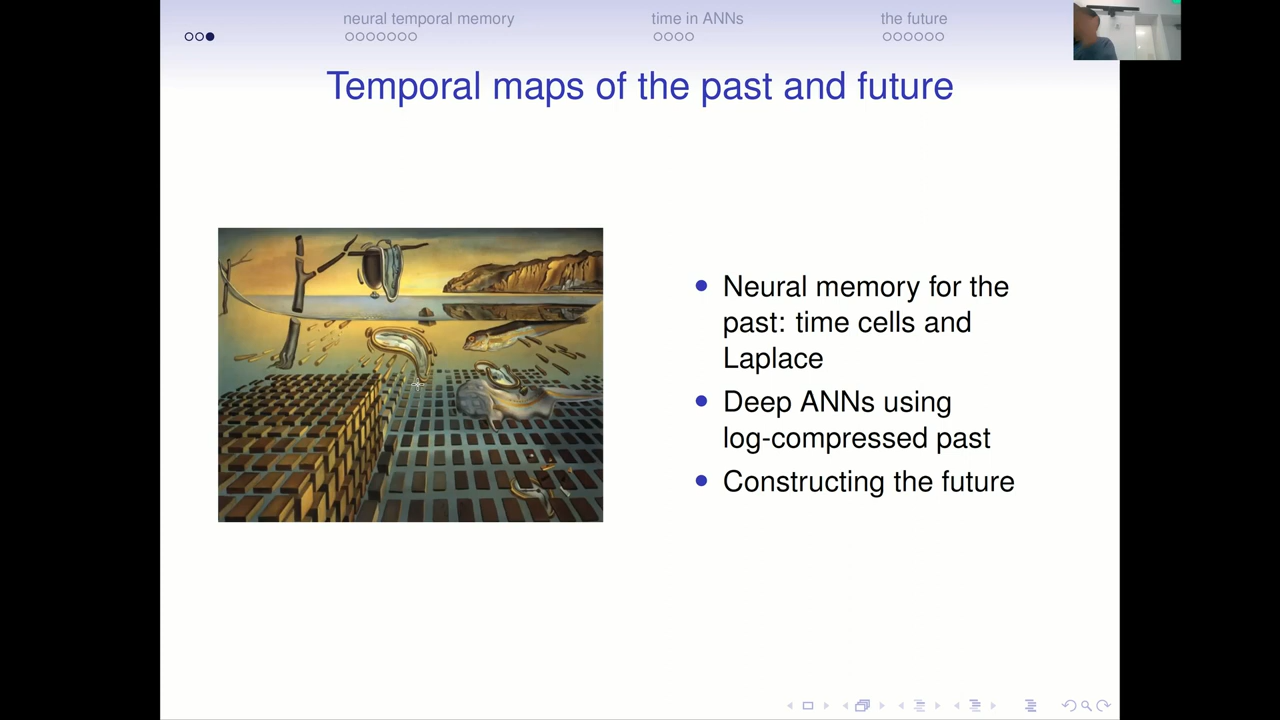 neural temporal memory
time in ANNs
the future
Temporal maps of the past and future
Neural memory for the
past: time cells and
Laplace
Deep ANNs using
log-compressed past
Constructing the future